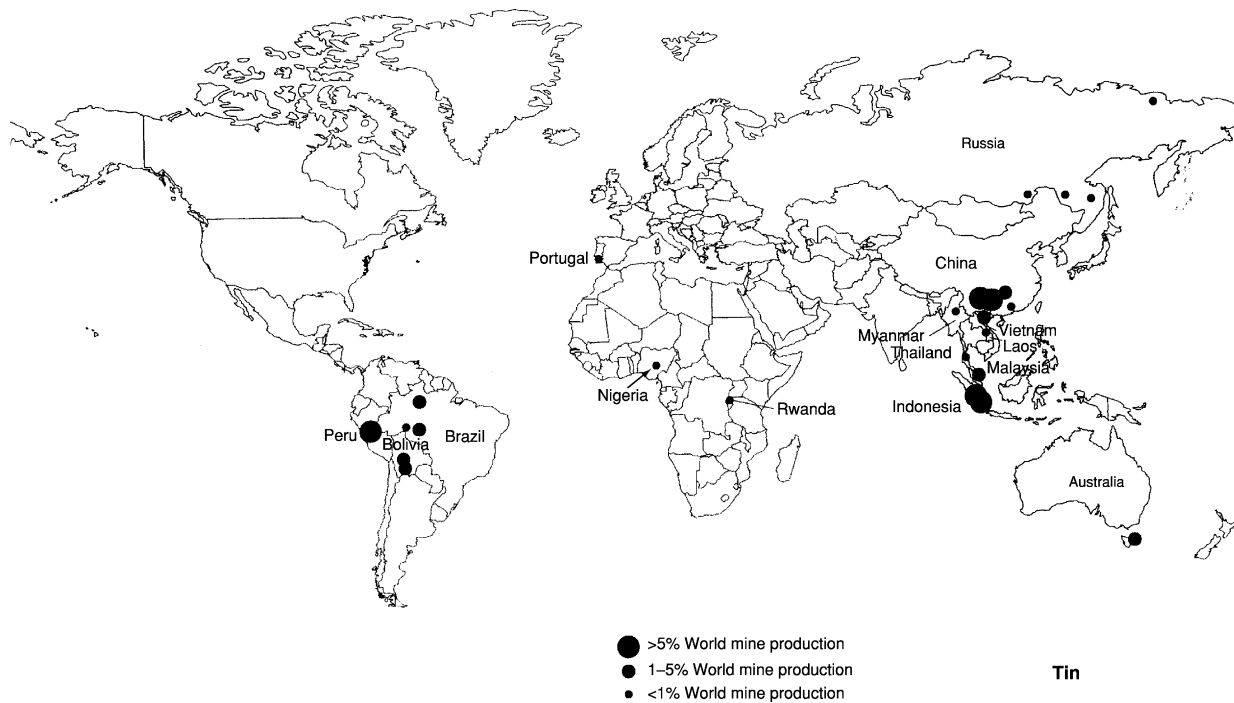 Russia
China
Portugal
Myanmar
Vietnam
Thailand
Laos
Malaysia
Nigeria
Rwanda
Indonesia
Peru
Bolivia
Brazil
Australia
>5% World mine production
1–5% World mine production
<1% World mine production
Tin